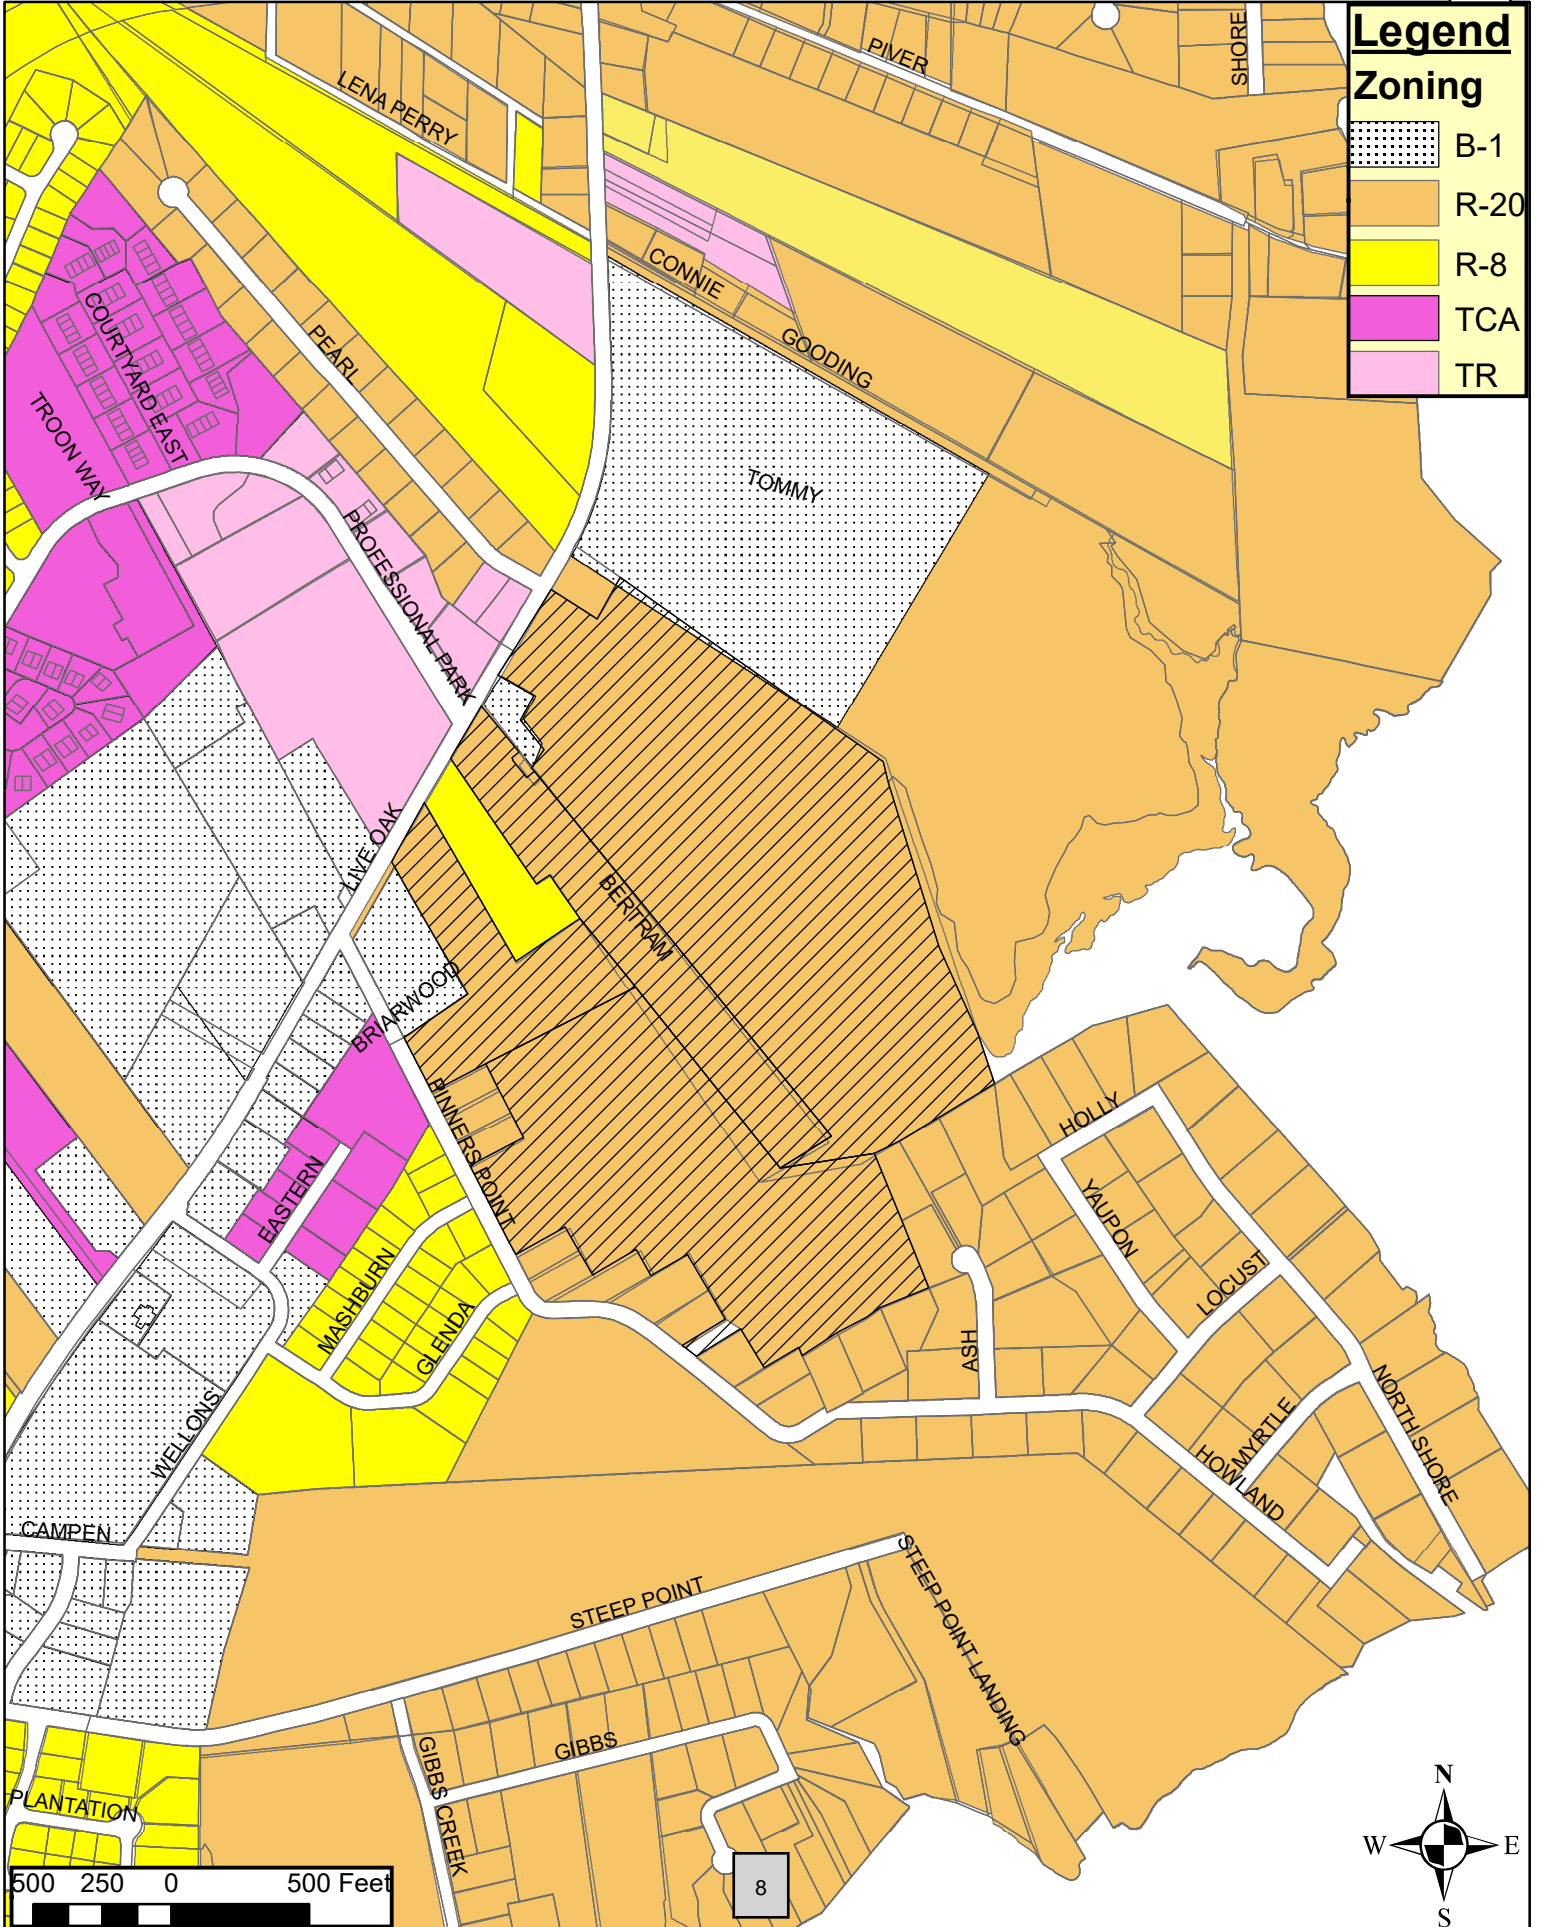 Legend
Zoning
B-1
R-20
R-8
TCA
TR
PIVER
SHORE
LENA PERRY
CONNIE
GOODING
COURTYARD EAST
PEARL
TROON WAY
TOMMY
PROFESSIONAL PARK
LIVE OAK
BERTRAM
BRIARWOOD
PINNERS POINT
HOLLY
EASTERN
YAUPON
MASHBURN
LOCUST
GLENDA
ASH
WELLONS
MYRTLE
NORTH SHORE
HOWLAND
CAMPEN
STEEP POINT
STEEP POINT LANDING
GIBBS
GIBBS CREEK
PLANTATION
N
W E
S
500 250 0 500 Feet
8